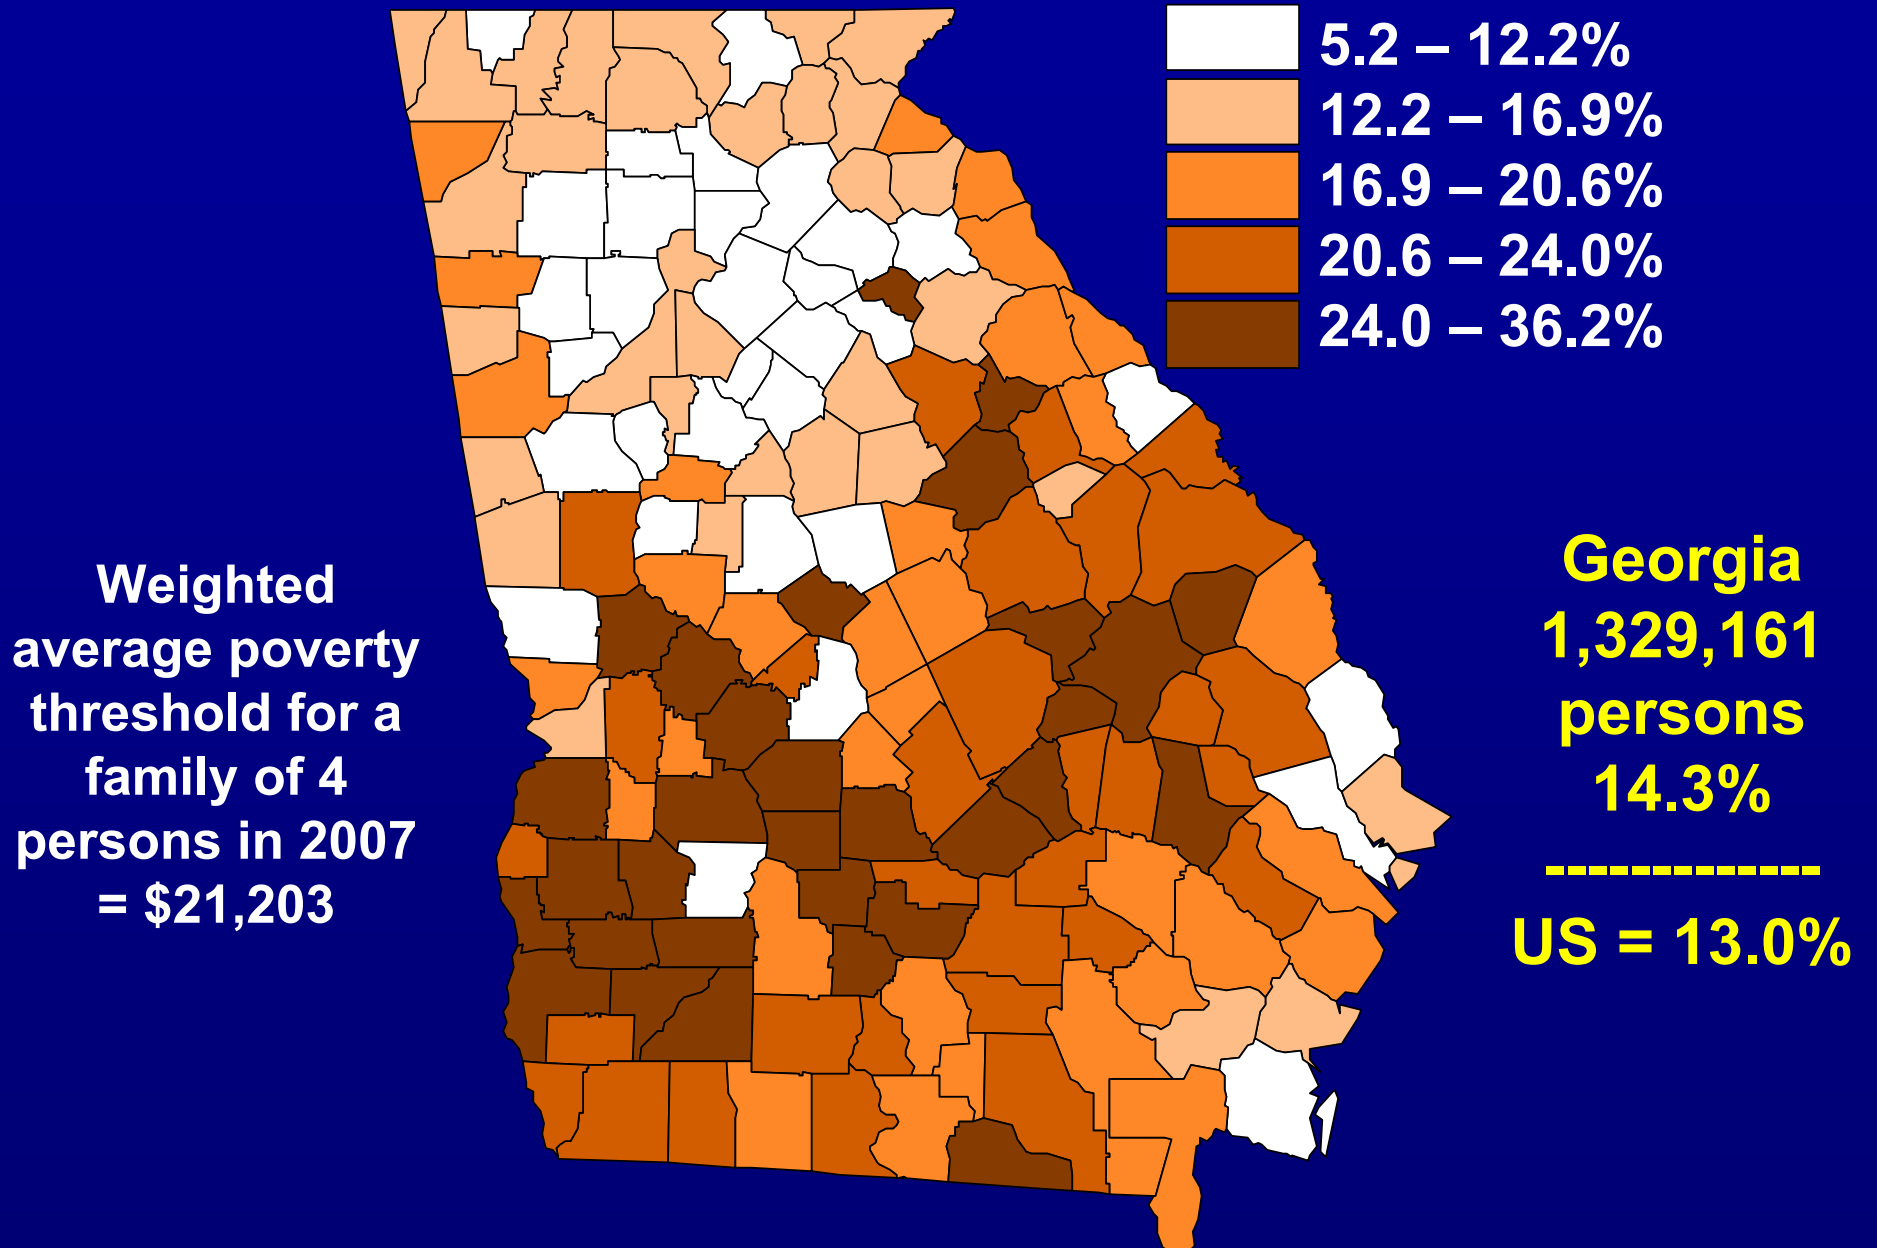 5.2 – 12.2%
12.2 – 16.9%
16.9 – 20.6%
20.6 – 24.0%
24.0 – 36.2%
Weighted
average poverty
threshold for a
family of 4
persons in 2007
= $21,203
Georgia
1,329,161
persons
14.3%
-------------
US = 13.0%